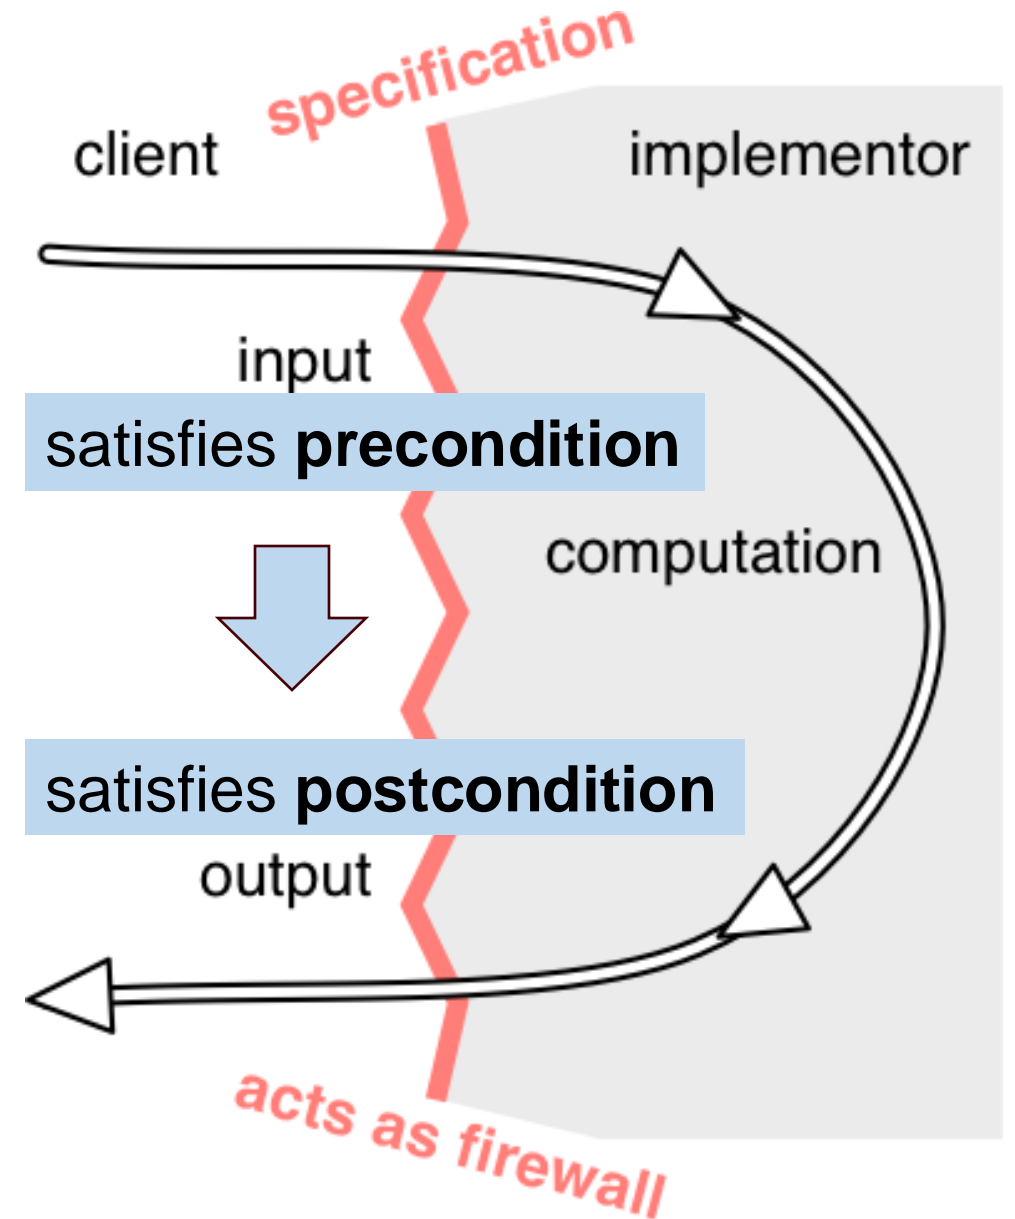 specification
client
implementor
input
satisfies precondition
computation
satisfies postcondition
output
acts as firewall